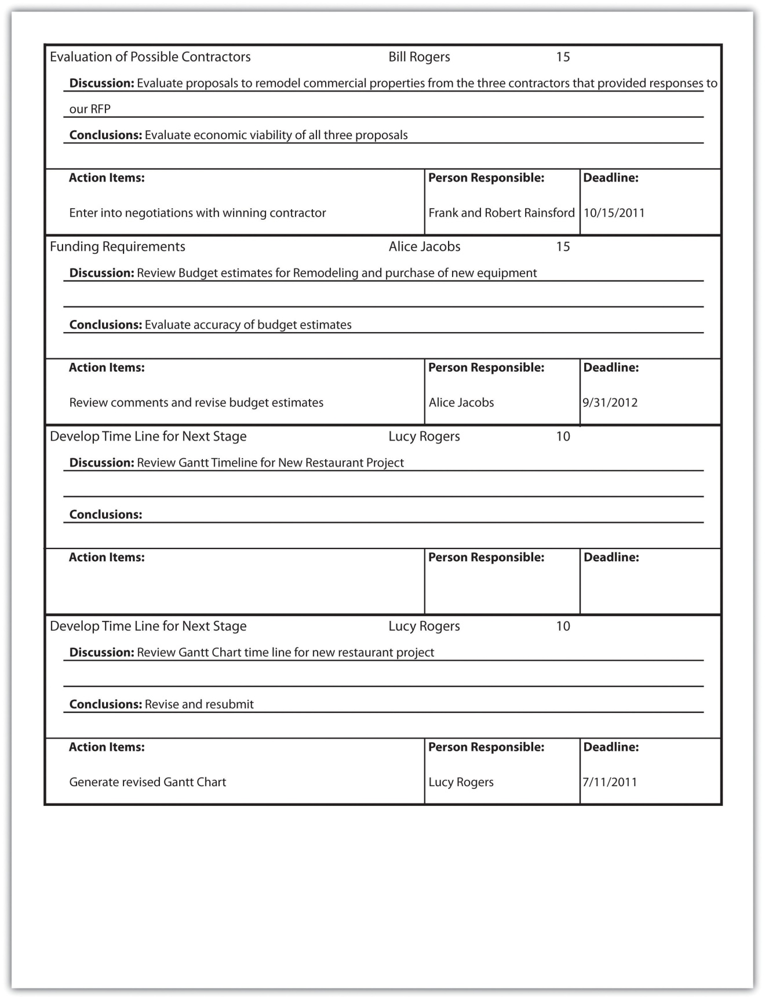 Evaluation of Possible Contractors Bill Rogers 15
Discussion: Evaluate proposals to remodel commercial properties from the three contractors that provided responses to
our RFP
Conclusions: Evaluate economic viability of all three proposals
Action Items: Person Responsible: Deadline:
Enter into negotiations with winning contractor Frank and Robert Rainsford 10/15/2011
Funding Requirements Alice Jacobs 15
Discussion: Review Budget estimates for Remodeling and purchase of new equipment
Conclusions: Evaluate accuracy of budget estimates
Action Items: Person Responsible: Deadline:
Review comments and revise budget estimates Alice Jacobs 9/31/2012
Develop Time Line for Next Stage Lucy Rogers 10
Discussion: Review Gantt Timeline for New Restaurant Project
Conclusions:
Action Items: Person Responsible: Deadline:
Develop Time Line for Next Stage Lucy Rogers 10
Discussion: Review Gantt Chart time line for new restaurant project
Conclusions: Revise and resubmit
Action Items: Person Responsible: Deadline:
Generate revised Gantt Chart Lucy Rogers 7/11/2011